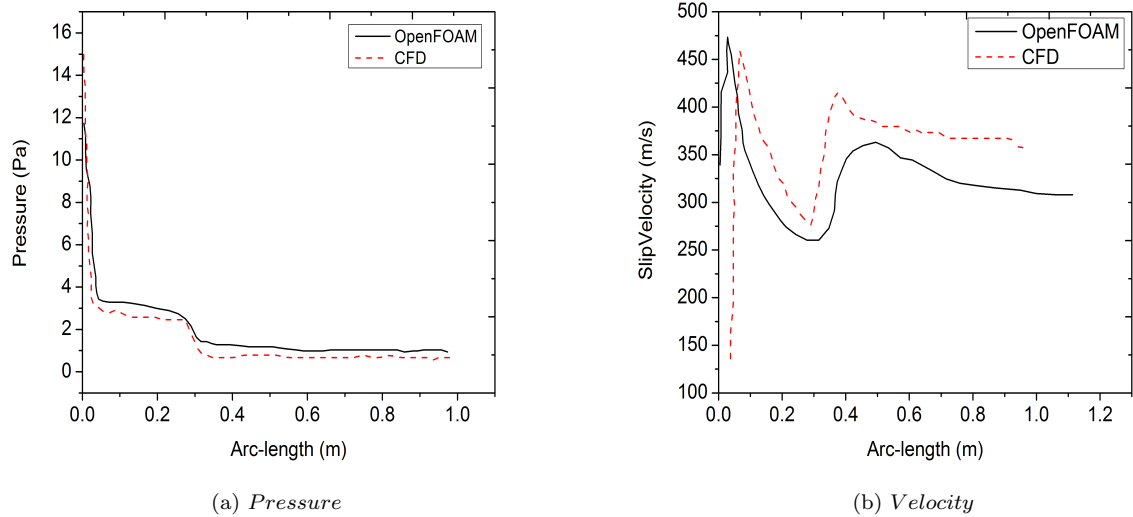 16
14
12
10
8
6
4
2
0
Pressure (Pa)
OpenFOAM
CFD
0.0 0.2 0.4 0.6 0.8 1.0
Arc-length (m)
(a) Pressure
500
450
400
350
300
250
200
150
100
SlipVelocity (m/s)
OpenFOAM
CFD
0.0 0.2 0.4 0.6 0.8 1.0 1.2
Arc-length (m)
(b) Velocity